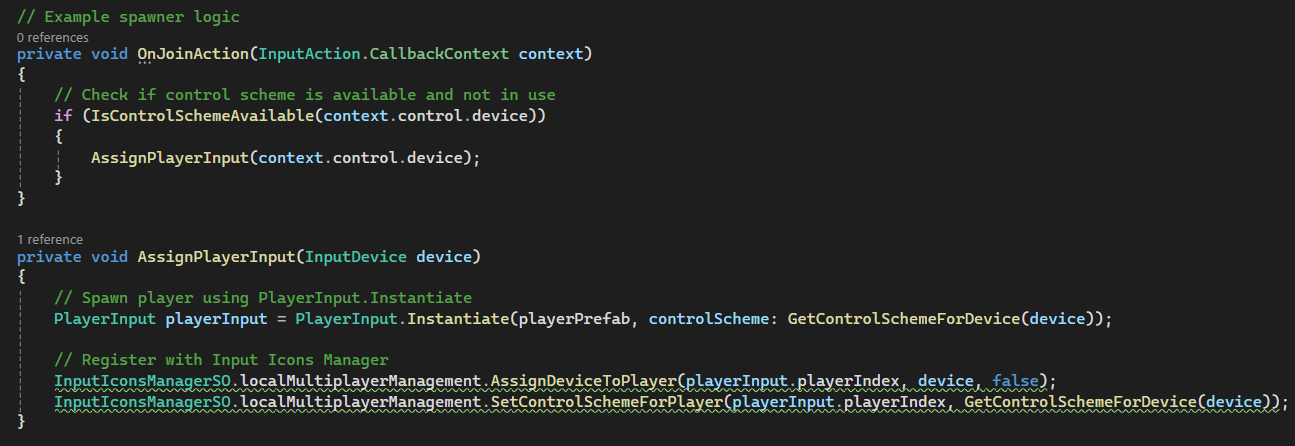 // Example spawner logic
0 references
private void OnJoinAction(InputAction.CallbackContext context)
{
    // Check if control scheme is available and not in use
    if (IsControlSchemeAvailable(context.control.device))
    {
        AssignPlayerInput(context.control.device);
    }
}
1 reference
private void AssignPlayerInput(InputDevice device)
{
    // Spawn player using PlayerInput.Instantiate
    PlayerInput playerInput = PlayerInput.Instantiate(playerPrefab, controlScheme: GetControlSchemeForDevice(device));
    // Register with Input Icons Manager
    InputIconsManagerSO.localMultiplayerManagement.AssignDeviceToPlayer(playerInput.playerIndex, device, false);
    InputIconsManagerSO.localMultiplayerManagement.SetControlSchemeForPlayer(playerInput.playerIndex, GetControlSchemeForDevice(device));
}